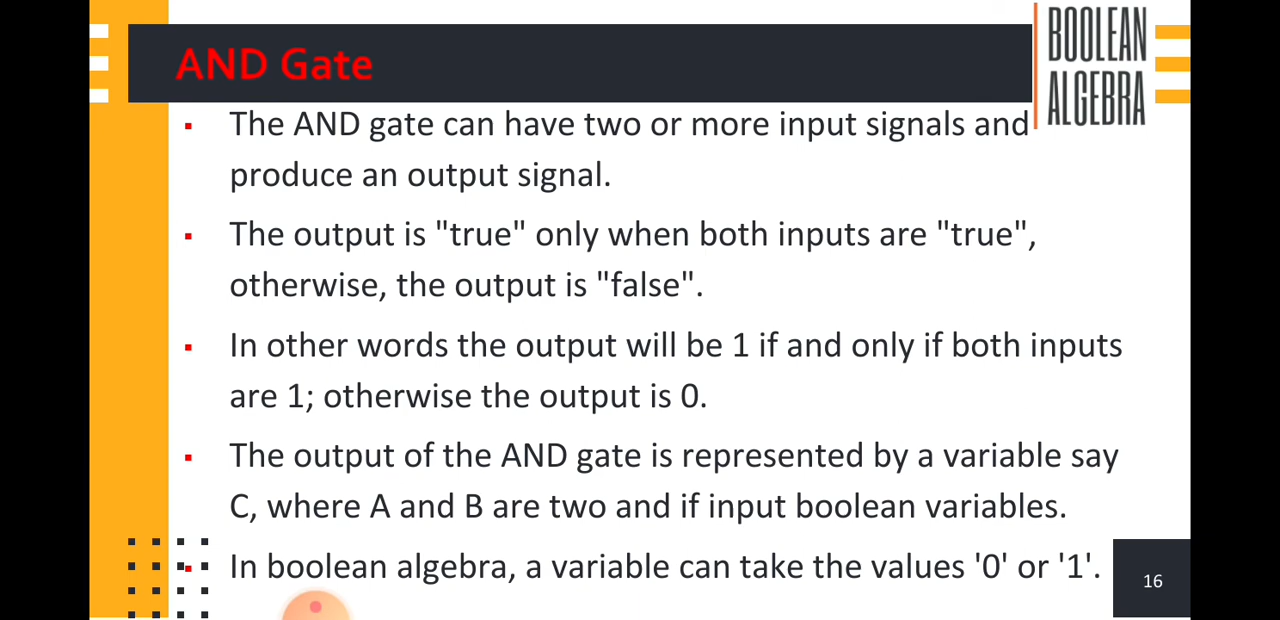 AND Gate
BOOLEAN
ALGEBRA
The AND gate can have two or more input signals and
produce an output signal.
The output is "true" only when both inputs are "true",
otherwise, the output is "false".
In other words the output will be 1 if and only if both inputs
are 1; otherwise the output is 0.
The output of the AND gate is represented by a variable say
C, where A and B are two and if input boolean variables.
In boolean algebra, a variable can take the values '0' or '1'.
16